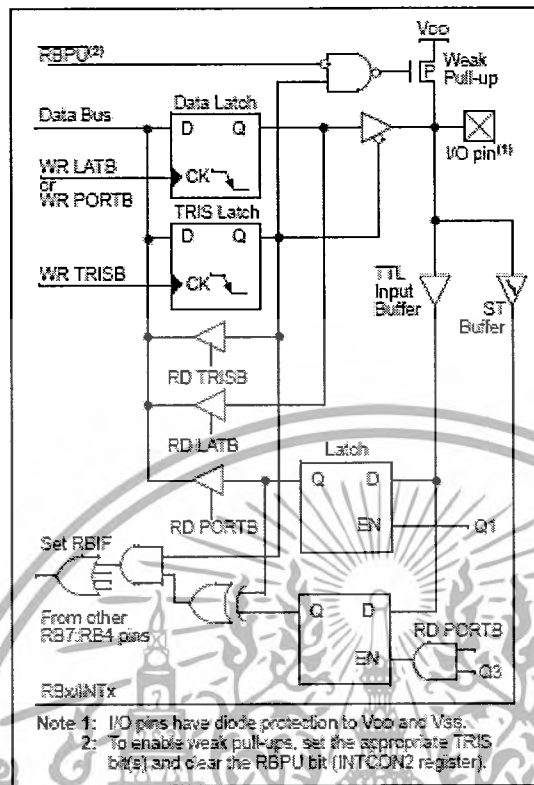 RBPU(2)
VDD
Weak
Pull-up
P
Data Bus
Data Latch
D Q
I/O pin(1)
WR LATB
or
WR PORTB
CK
TRIS Latch
D Q
WR TRISB
CK
TTL
Input
Buffer
ST
Buffer
RD TRISB
RD LATB
Latch
Q D
RD PORTB
EN
Q1
Set RBIF
Q D
RD PORTB
EN
Q3
From other
RB7:RB4 pins
RBx/INTx
Note 1: I/O pins have diode protection to VDD and VSS.
2: To enable weak pull-ups, set the appropriate TRIS
bit(s) and clear the RBPU bit (INTCON2 register).